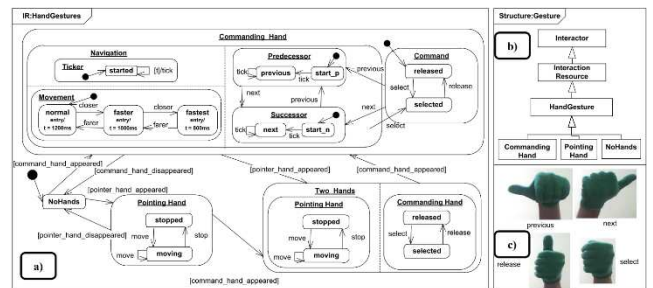 IR:HandGestures
Commanding_Hand
Navigation
Ticker
started
[t]/tick
Movement
closer
closer
normal
entry/
t = 1200ms
faster
entry/
t = 1000ms
fastest
entry/
t = 800ms
farer
farer
Predecessor
tick
previous
start_p
tick
next
previous
Successor
tick
next
start_n
tick
previous
next
select
Command
released
select
release
selected
[command_hand_appeared]
[command_hand_disappeared]
[pointer_hand_appeared]
[pointing_hand_appeared]
[command_hand_appeared]
NoHands
[pointer_hand_disappeared]
Pointing Hand
stopped
move
stop
move
moving
Two_Hands
Pointing Hand
stopped
move
stop
move
moving
Commanding Hand
released
select
release
selected
[command_hand_appeared]
a)
Structure:Gesture
b)
Interactor
Interaction
Resource
HandGesture
Commanding
Hand
Pointing
Hand
NoHands
previous
next
c)
release
select